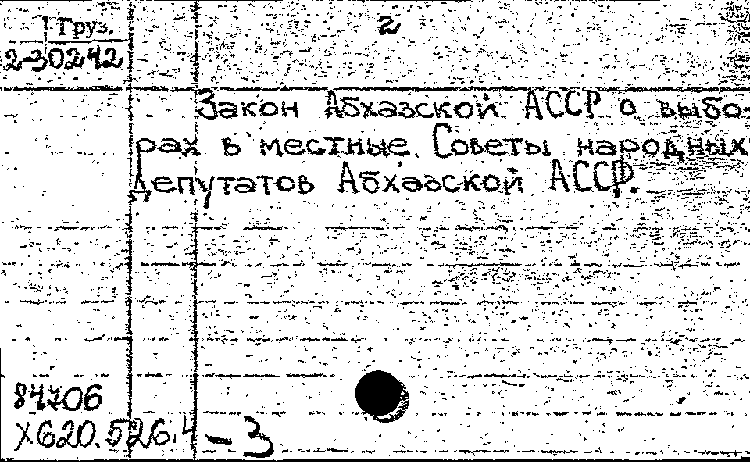 Груз.
2
2-30242
Закон Абхазской АССР о выбо-
рах в местные Советы народных
депутатов Абхазской АССР.
84706
X620.526.4 - 3